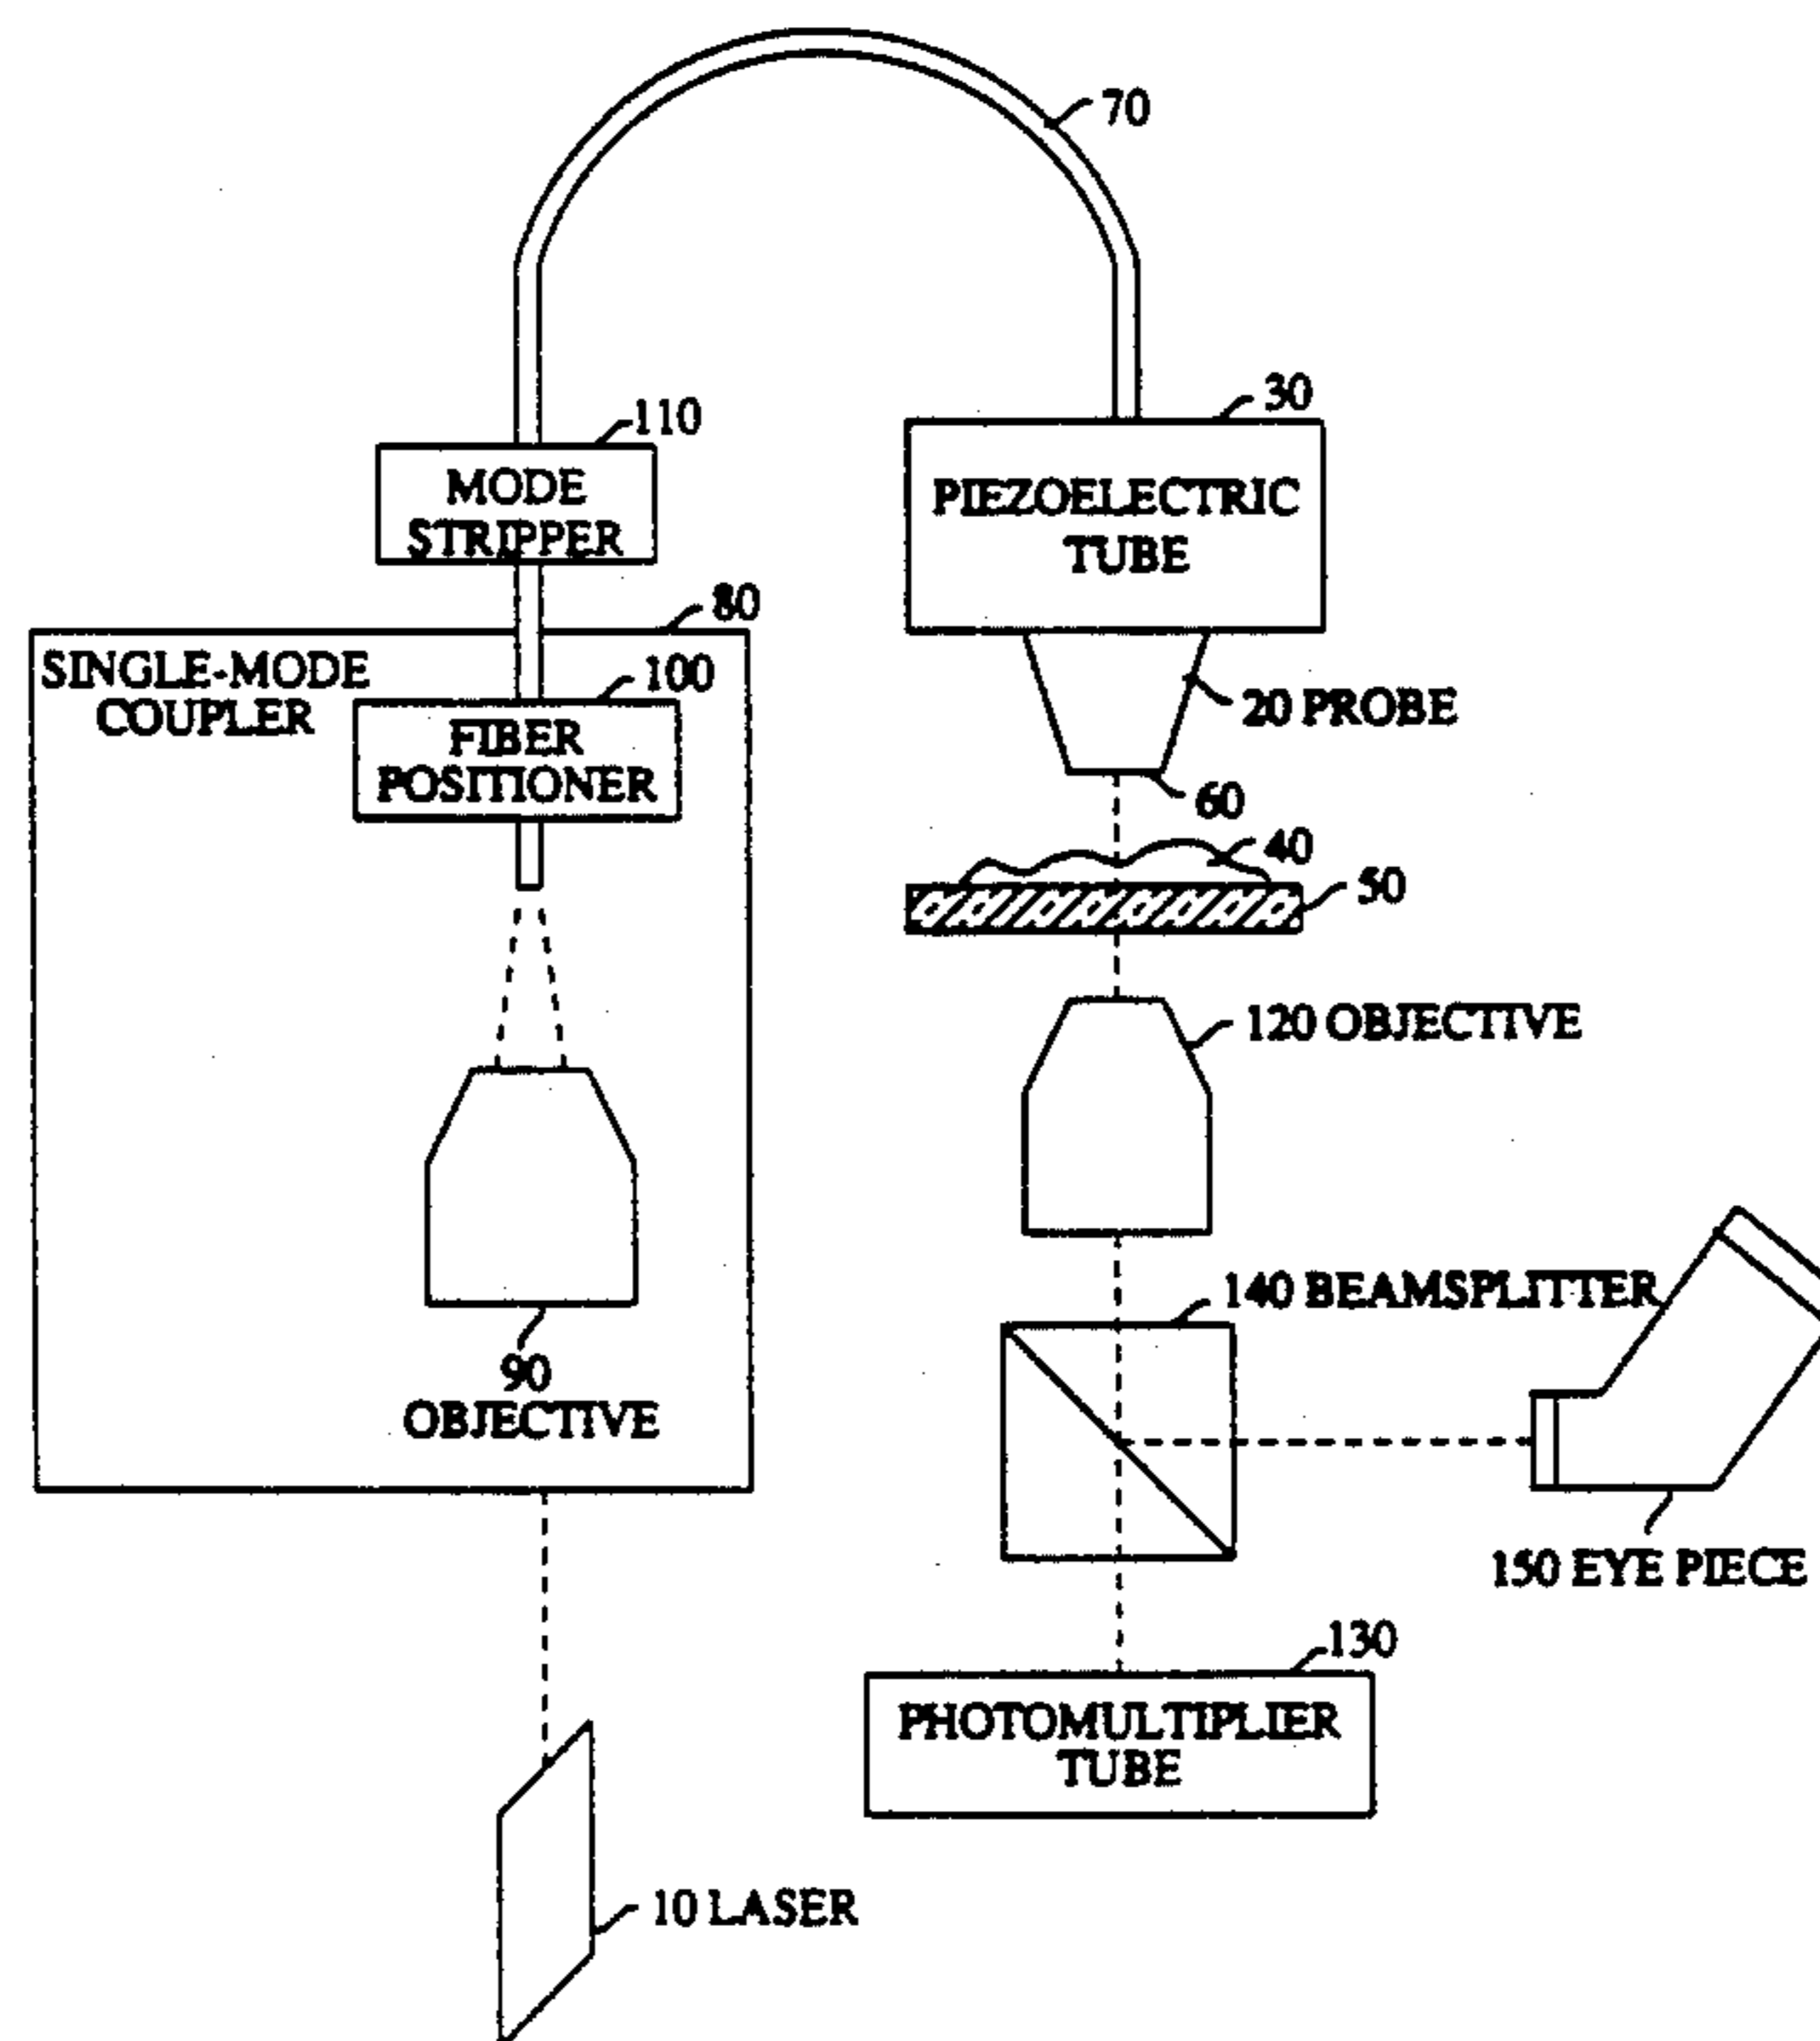 70
30
110
PIEZOELECTRIC
TUBE
MODE
STRIPPER
80
SINGLE-MODE
COUPLER
100
FIBER
POSITIONER
20 PROBE
60
40
50
120 OBJECTIVE
140 BEAMSPLITTER
90
OBJECTIVE
150 EYE PIECE
130
PHOTOMULTIPLIER
TUBE
10 LASER